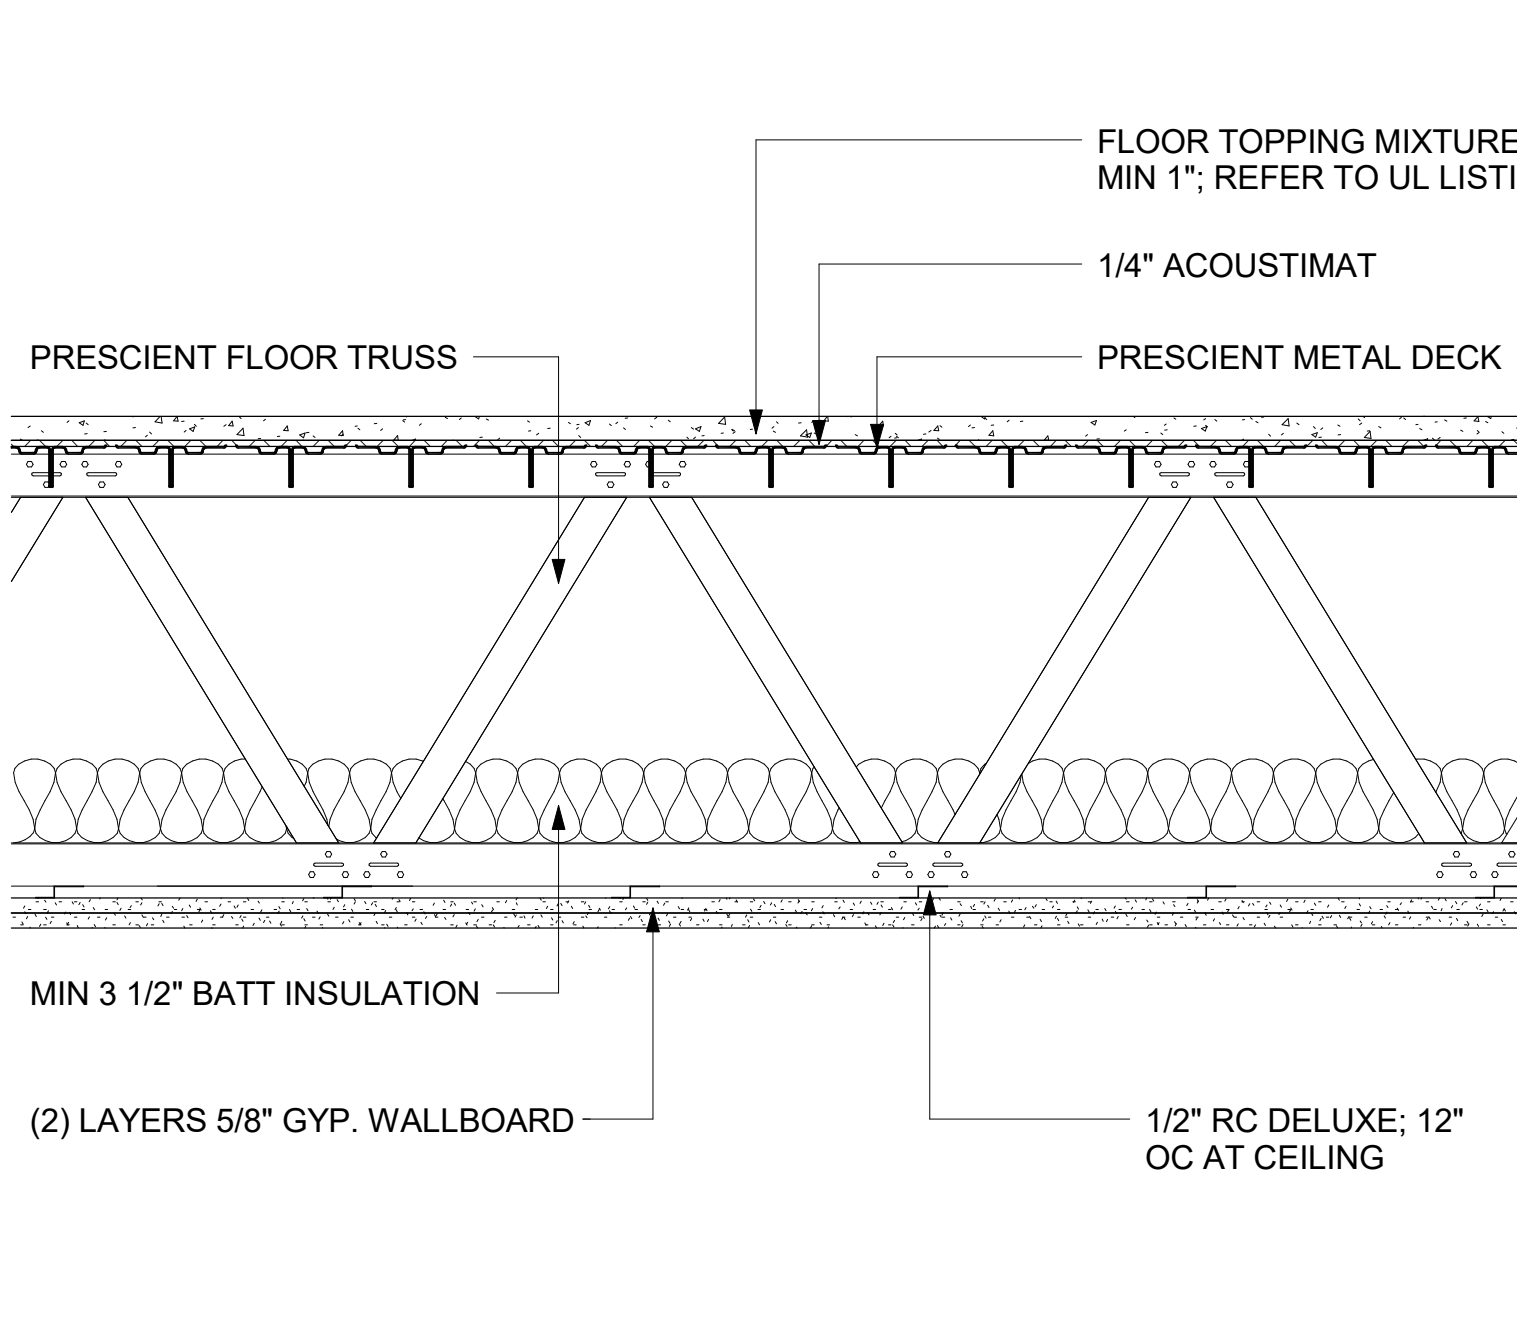 FLOOR TOPPING MIXTURE
MIN 1"; REFER TO UL LISTI
1/4" ACOUSTIMAT
PRESCIENT FLOOR TRUSS
PRESCIENT METAL DECK
MIN 3 1/2" BATT INSULATION
(2) LAYERS 5/8" GYP. WALLBOARD
1/2" RC DELUXE; 12"
OC AT CEILING